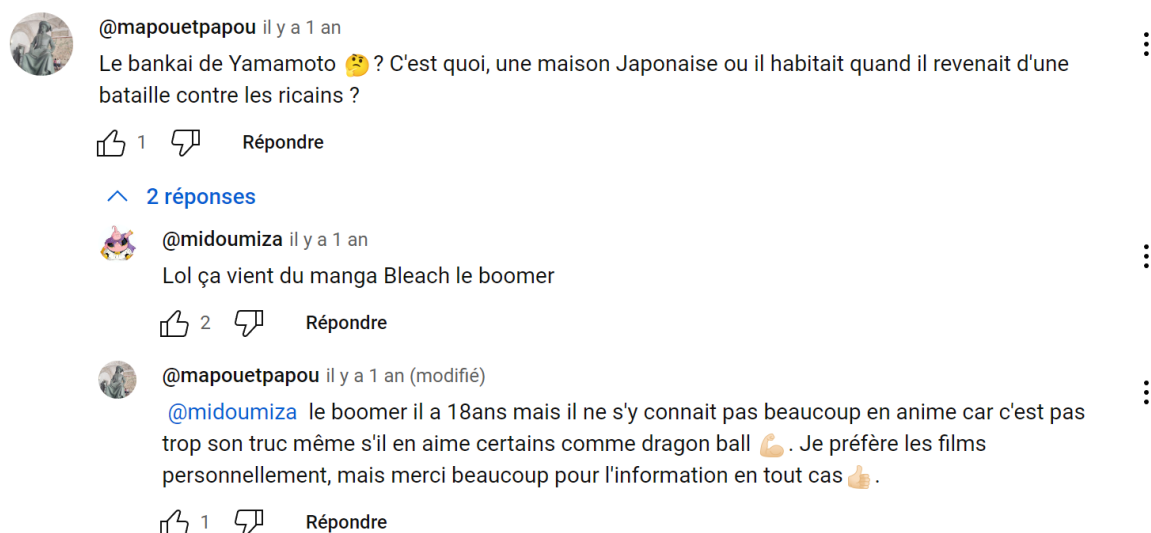 @mapouetpapou il y a 1 an
Le bankai de Yamamoto 🤔? C'est quoi, une maison Japonaise ou il habitait quand il revenait d'une
bataille contre les ricains ?
1 Répondre
2 réponses
@midoumiza il y a 1 an
Lol ça vient du manga Bleach le boomer
2 Répondre
@mapouetpapou il y a 1 an (modifié)
@midoumiza le boomer il a 18ans mais il ne s'y connait pas beaucoup en anime car c'est pas
trop son truc même s'il en aime certains comme dragon ball 💪🏻. Je préfère les films
personnellement, mais merci beaucoup pour l'information en tout cas👍🏻.
1 Répondre